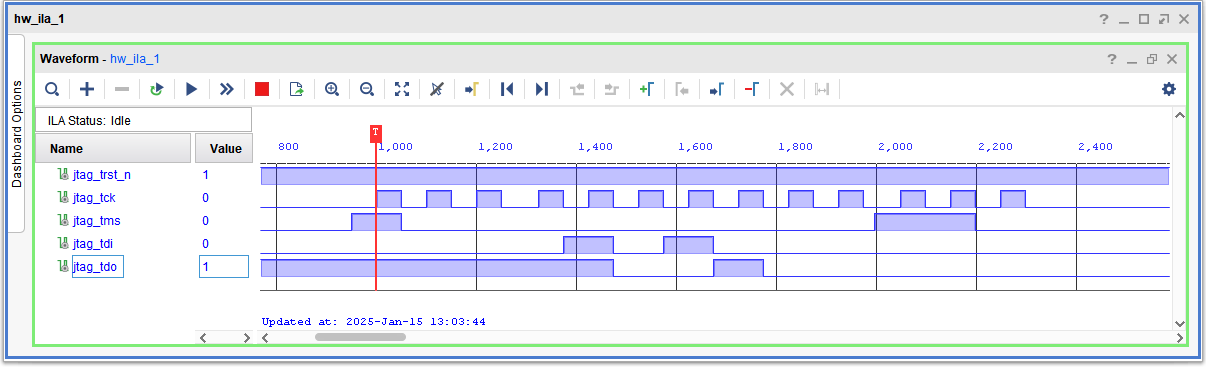 hw_ila_1
Dashboard Options
Waveform - hw_ila_1
ILA Status: Idle
Name Value
T
800 1,000 1,200 1,400 1,600 1,800 2,000 2,200 2,400
jtag_trst_n 1
jtag_tck 0
jtag_tms 0
jtag_tdi 0
jtag_tdo 1
Updated at: 2025-Jan-15 13:03:44